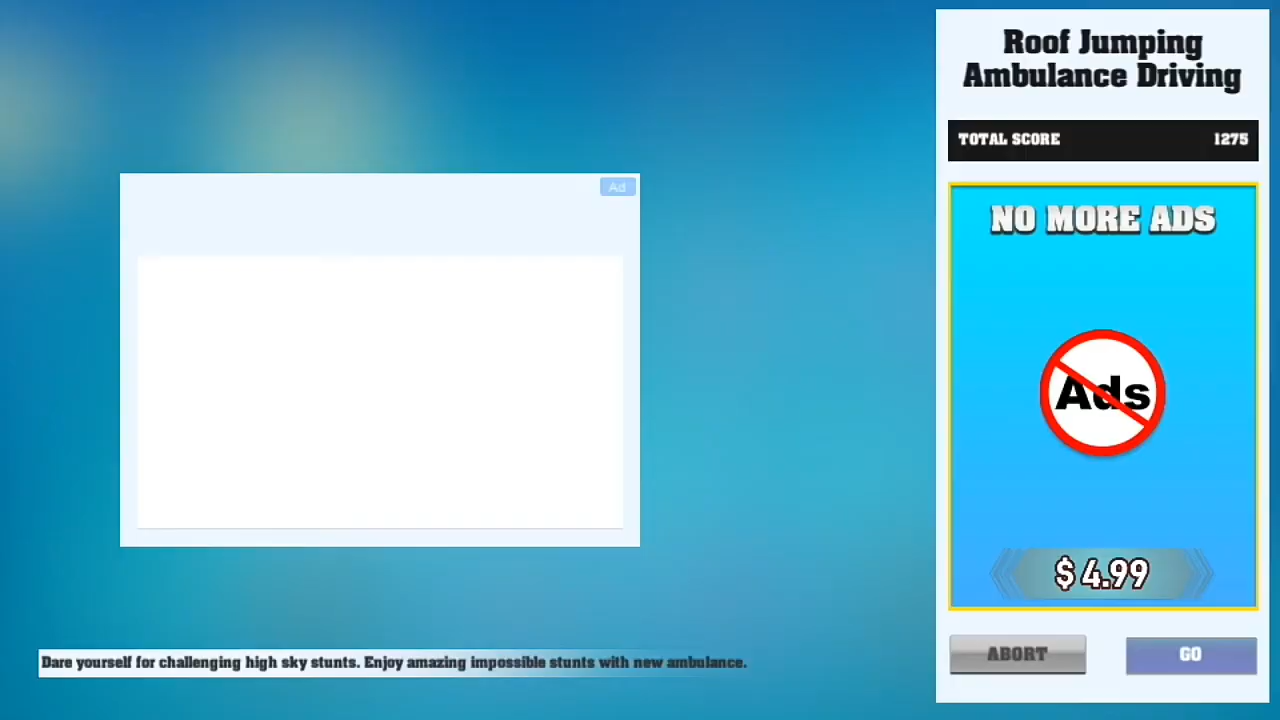 Roof Jumping
Ambulance Driving
TOTAL SCORE 1275
Ad
NO MORE ADS
Ads
$ 4.99
Dare yourself for challenging high sky stunts. Enjoy amazing impossible stunts with new ambulance.
ABORT
GO